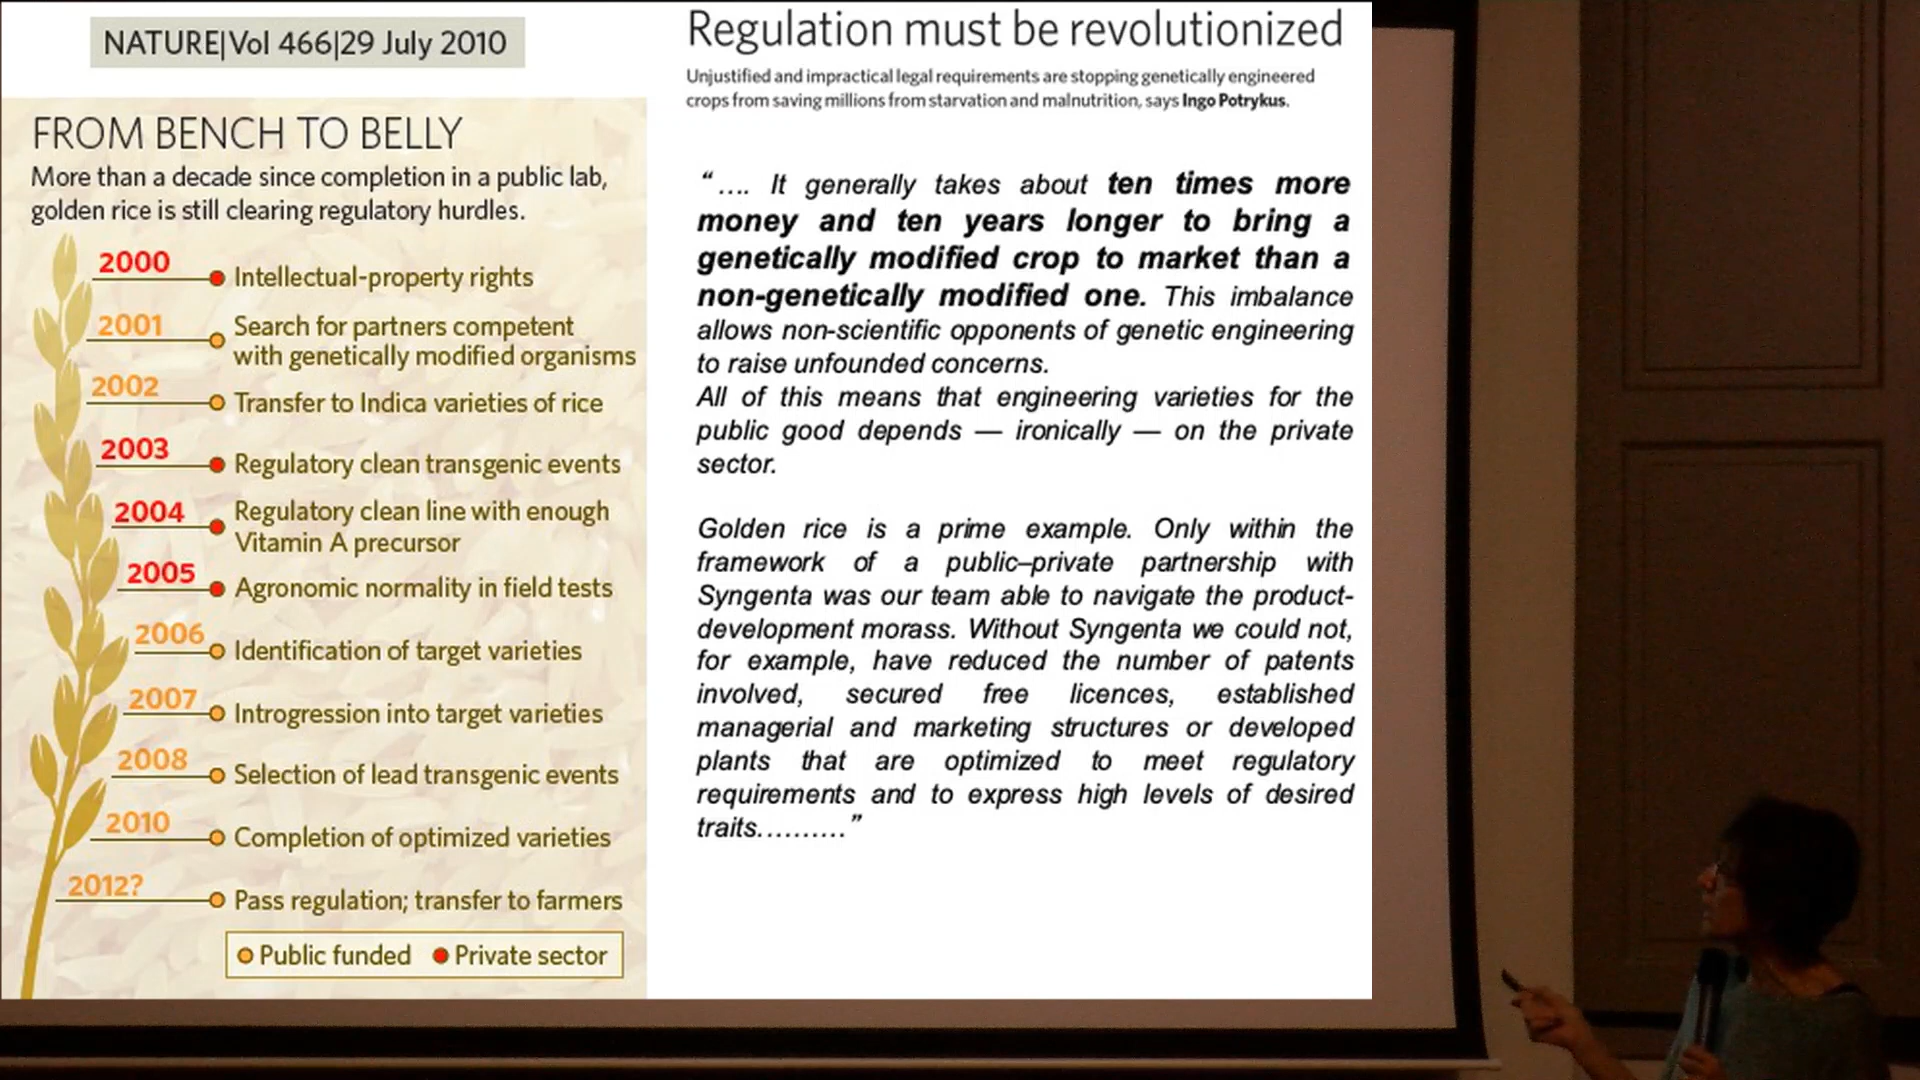 NATURE|Vol 466|29 July 2010
FROM BENCH TO BELLY
More than a decade since completion in a public lab,
golden rice is still clearing regulatory hurdles.
2000
Intellectual-property rights
2001
Search for partners competent
with genetically modified organisms
2002
Transfer to Indica varieties of rice
2003
Regulatory clean transgenic events
2004
Regulatory clean line with enough
Vitamin A precursor
2005
Agronomic normality in field tests
2006
Identification of target varieties
2007
Introgression into target varieties
2008
Selection of lead transgenic events
2010
Completion of optimized varieties
2012?
Pass regulation; transfer to farmers
Public funded
Private sector
Regulation must be revolutionized
Unjustified and impractical legal requirements are stopping genetically engineered
crops from saving millions from starvation and malnutrition, says Ingo Potrykus.
“.... It generally takes about ten times more
money and ten years longer to bring a
genetically modified crop to market than a
non-genetically modified one. This imbalance
allows non-scientific opponents of genetic engineering
to raise unfounded concerns.
All of this means that engineering varieties for the
public good depends — ironically — on the private
sector.
Golden rice is a prime example. Only within the
framework of a public–private partnership with
Syngenta was our team able to navigate the product-
development morass. Without Syngenta we could not,
for example, have reduced the number of patents
involved, secured free licences, established
managerial and marketing structures or developed
plants that are optimized to meet regulatory
requirements and to express high levels of desired
traits..........”